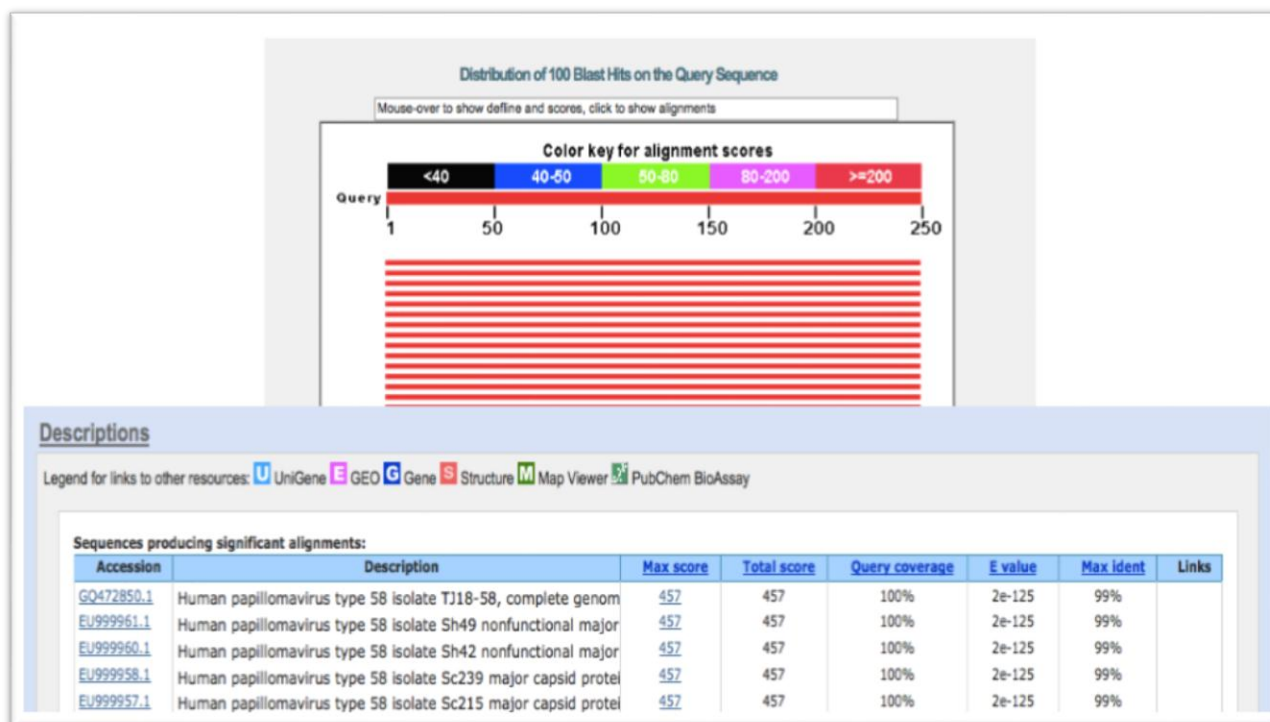 Distribution of 100 Blast Hits on the Query Sequence
Mouse-over to show defline and scores, click to show alignments
Color key for alignment scores
<40 40-50 50-80 80-200 >=200
Query
1 50 100 150 200 250
Descriptions
Legend for links to other resources: U UniGene E GEO G Gene S Structure M Map Viewer PubChem BioAssay
Sequences producing significant alignments:
Accession Description Max score Total score Query coverage E value Max ident Links
GQ472850.1 Human papillomavirus type 58 isolate TJ18-58, complete genom 457 457 100% 2e-125 99%
EU999961.1 Human papillomavirus type 58 isolate Sh49 nonfunctional major 457 457 100% 2e-125 99%
EU999960.1 Human papillomavirus type 58 isolate Sh42 nonfunctional major 457 457 100% 2e-125 99%
EU999958.1 Human papillomavirus type 58 isolate Sc239 major capsid protei 457 457 100% 2e-125 99%
EU999957.1 Human papillomavirus type 58 isolate Sc215 major capsid protei 457 457 100% 2e-125 99%